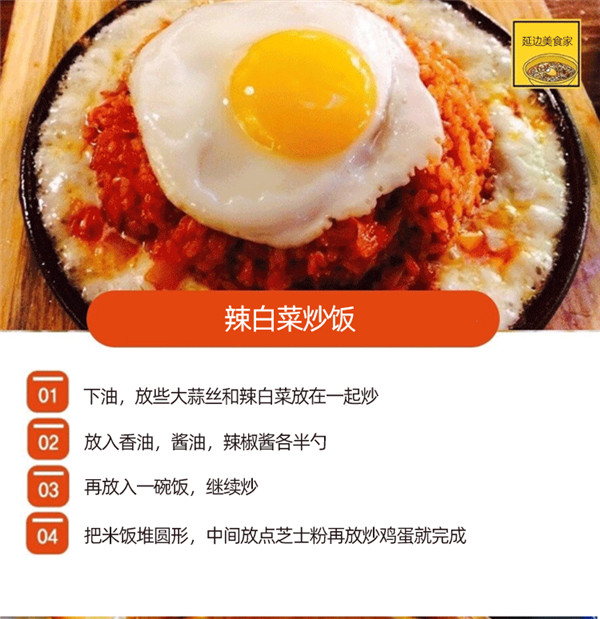 延边美食家
辣白菜炒饭
01 下油，放些大蒜丝和辣白菜放在一起炒
02 放入香油，酱油，辣椒酱各半勺
03 再放入一碗饭，继续炒
04 把米饭堆圆形，中间放点芝士粉再放炒鸡蛋就完成